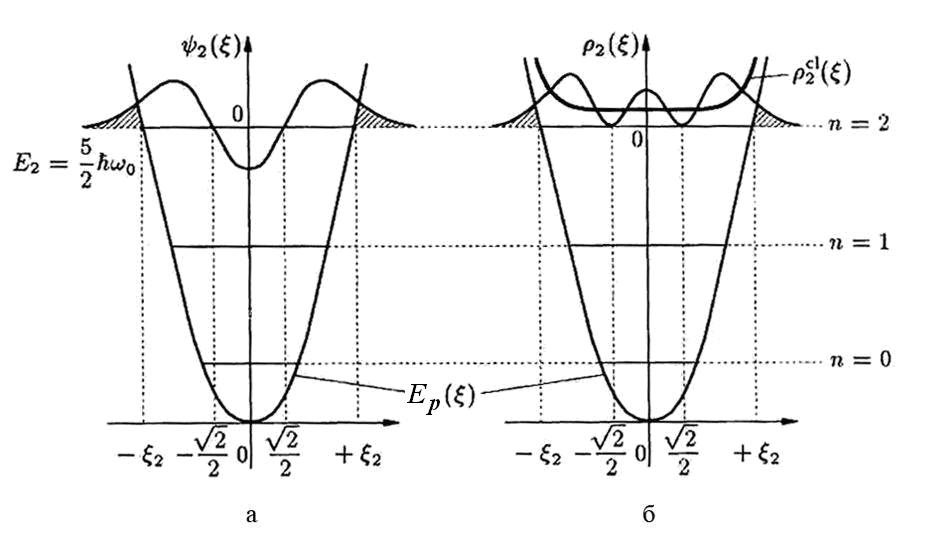 ψ₂(ξ)
ρ₂(ξ)
ρ₂ᶜˡ(ξ)
0
0
n = 2
E₂ = 5/2 ħω₀
n = 1
n = 0
Eₚ(ξ)
−ξ₂ −√2/2 0 √2/2 +ξ₂
−ξ₂ −√2/2 0 √2/2 +ξ₂
а
б